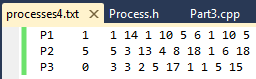 processes4.txt Process.h Part3.cpp
P1 1 1 14 1 10 5 6 1 10 5
P2 5 5 3 13 4 8 18 1 6 18
P3 0 3 3 2 5 17 1 1 5 15